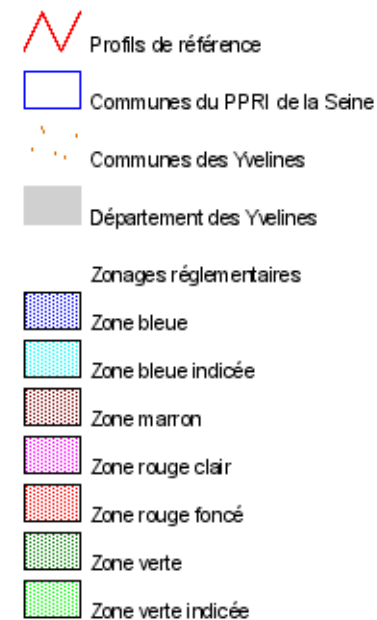 Profils de référence
Communes du PPRI de la Seine
Communes des Yvelines
Département des Yvelines
Zonages réglementaires
Zone bleue
Zone bleue indicée
Zone marron
Zone rouge clair
Zone rouge foncé
Zone verte
Zone verte indicée